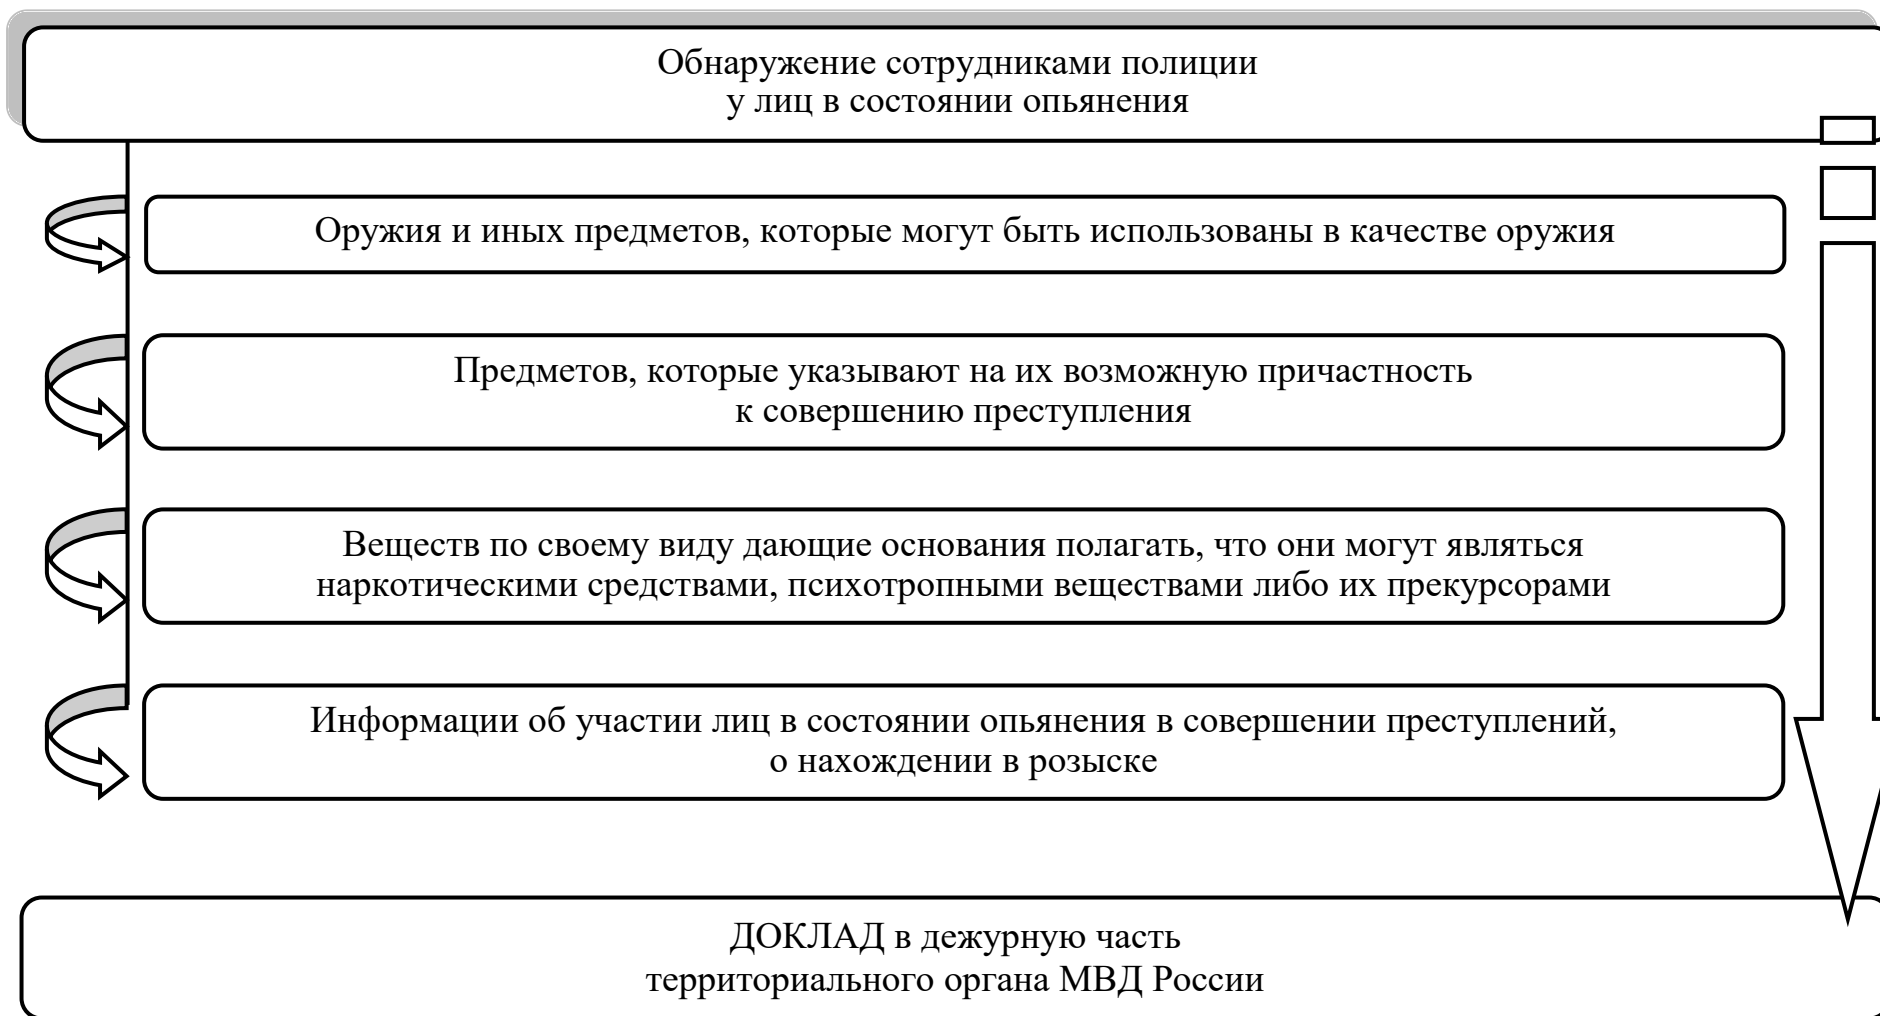 Обнаружение сотрудниками полиции
у лиц в состоянии опьянения
Оружия и иных предметов, которые могут быть использованы в качестве оружия
Предметов, которые указывают на их возможную причастность
к совершению преступления
Веществ по своему виду дающие основания полагать, что они могут являться
наркотическими средствами, психотропными веществами либо их прекурсорами
Информации об участии лиц в состоянии опьянения в совершении преступлений,
о нахождении в розыске
ДОКЛАД в дежурную часть
территориального органа МВД России